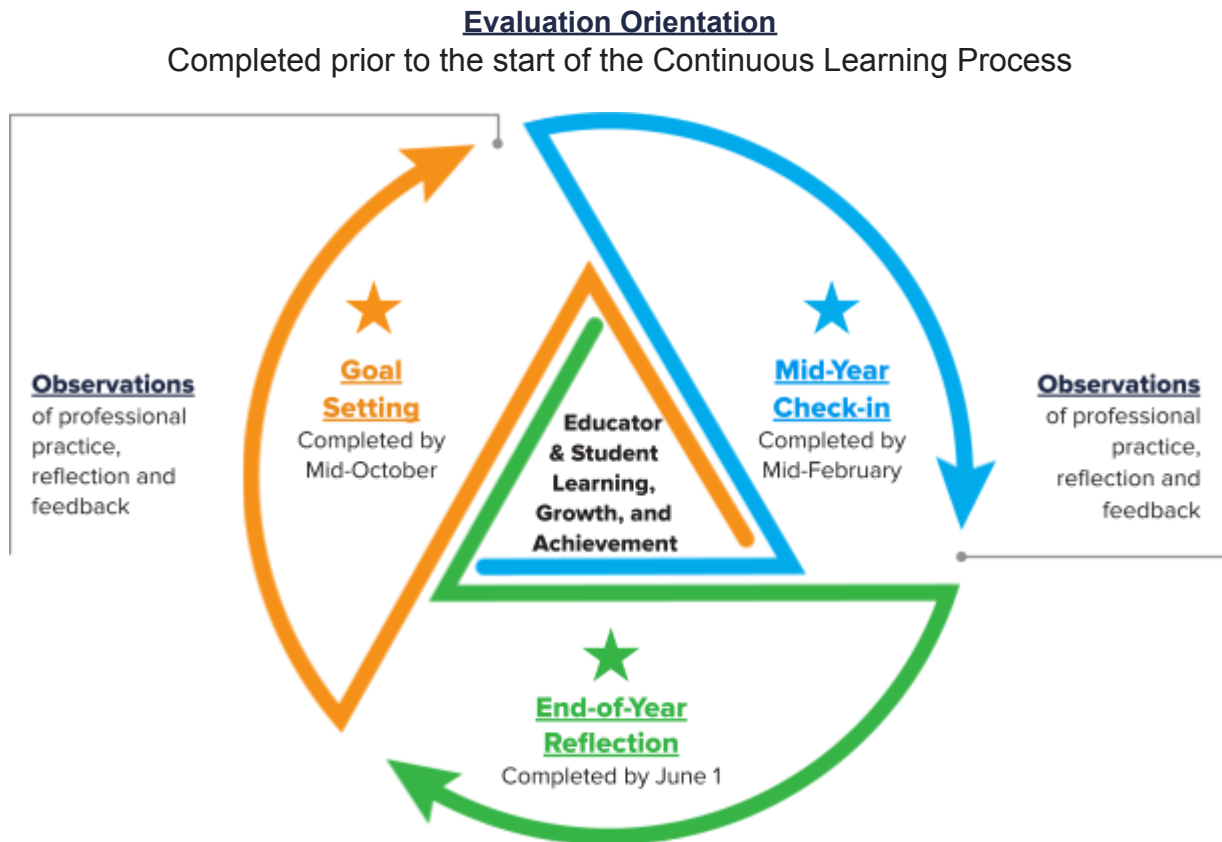 Evaluation Orientation
Completed prior to the start of the Continuous Learning Process
Observations
of professional
practice,
reflection and
feedback
Goal
Setting
Completed by
Mid-October
Educator
& Student
Learning,
Growth, and
Achievement
Mid-Year
Check-in
Completed by
Mid-February
Observations
of professional
practice,
reflection and
feedback
End-of-Year
Reflection
Completed by June 1